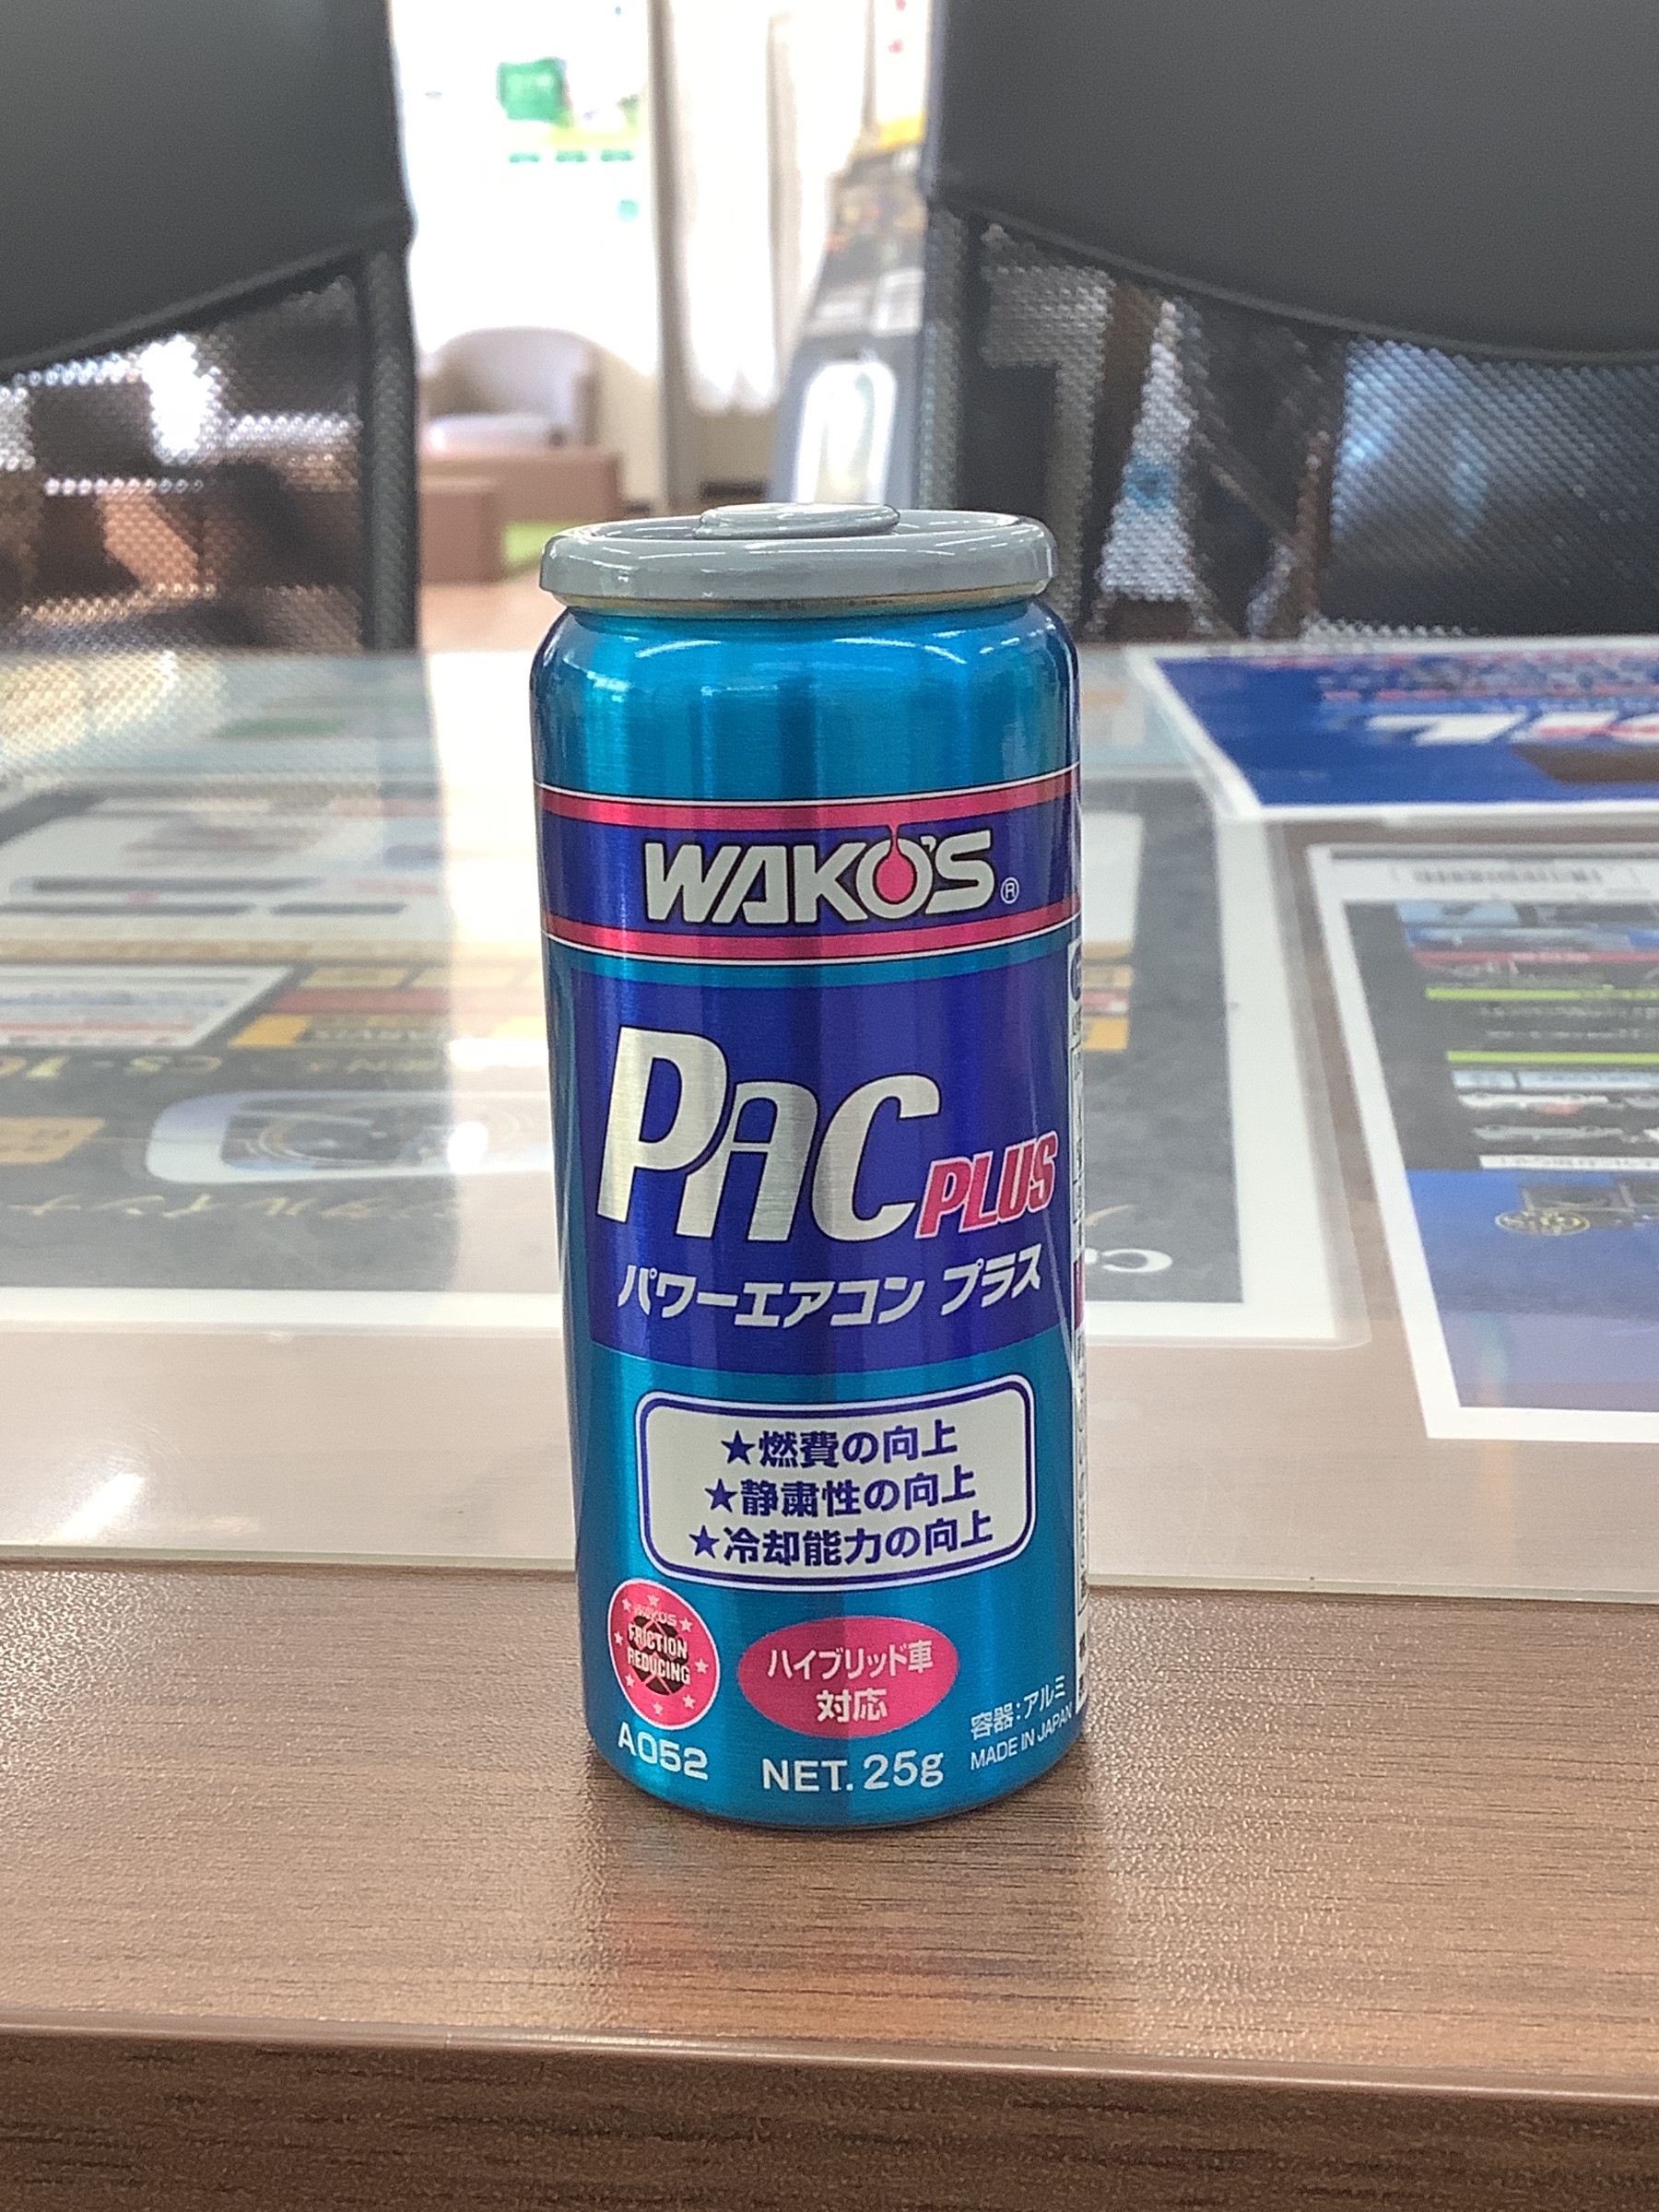 WAKO'S®
PAC PLUS
パワーエアコン プラス
★燃費の向上
★静粛性の向上
★冷却能力の向上
WAKO'S
FRICTION
REDUCING
ハイブリッド車
対応
A052
NET. 25g
容器:アルミ
MADE IN JAPAN